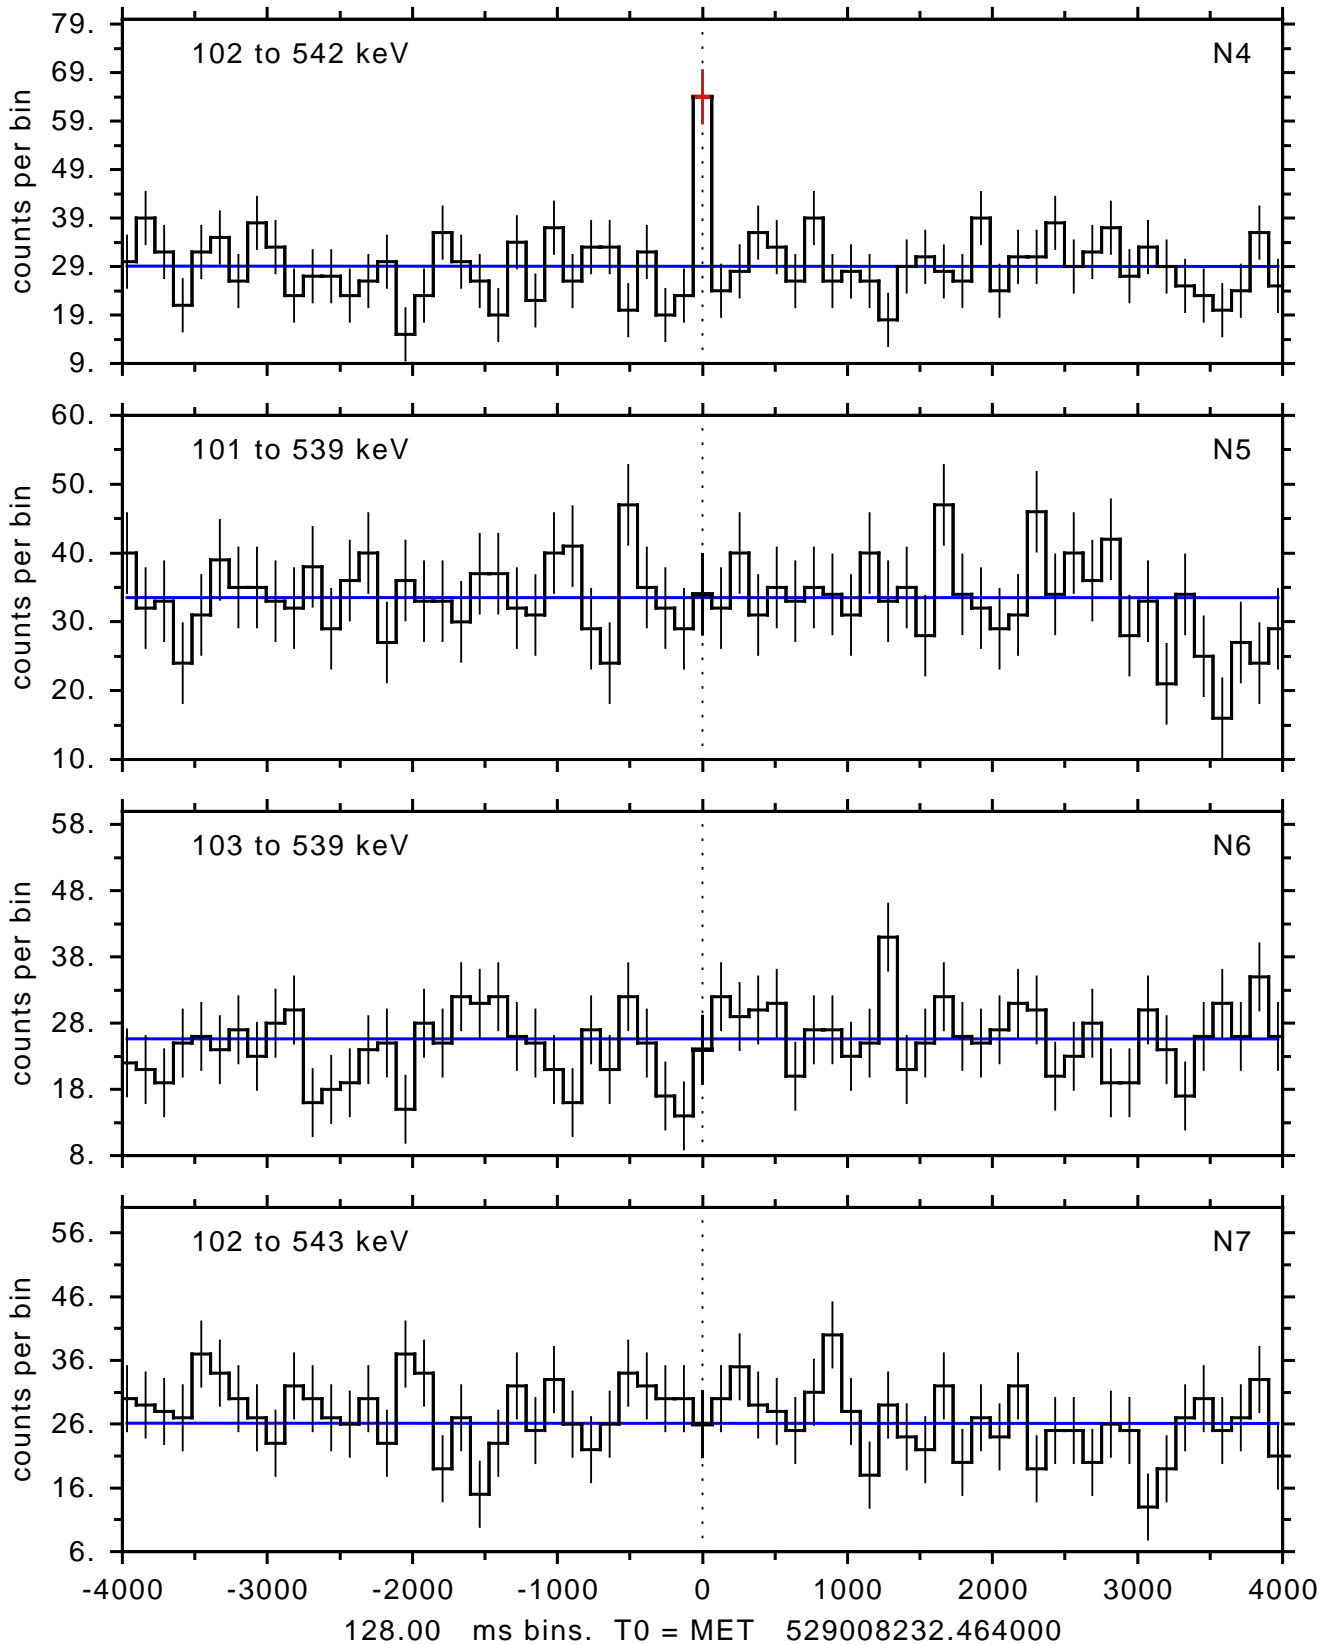 102 to 542 keV N4
79.
69.
59.
49.
39.
29.
19.
9.
counts per bin
101 to 539 keV N5
60.
50.
40.
30.
20.
10.
counts per bin
103 to 539 keV N6
58.
48.
38.
28.
18.
8.
counts per bin
102 to 543 keV N7
56.
46.
36.
26.
16.
6.
counts per bin
-4000 -3000 -2000 -1000 0 1000 2000 3000 4000
128.00 ms bins. T0 = MET 529008232.464000